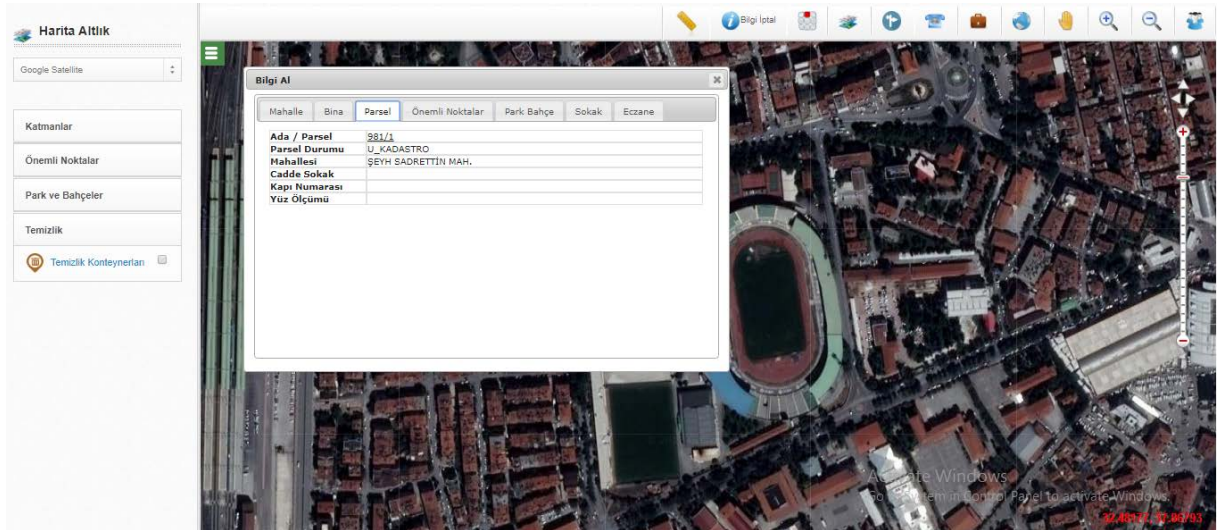 Harita Altlık
Google Satellite
Katmanlar
Önemli Noktalar
Park ve Bahçeler
Temizlik
Temizlik Konteynerları
Bilgi İptal
Bilgi Al
Mahalle Bina Parsel Önemli Noktalar Park Bahçe Sokak Eczane
Ada / Parsel 981/1
Parsel Durumu U_KADASTRO
Mahallesi ŞEYH SADRETTİN MAH.
Cadde Sokak
Kapı Numarası
Yüz Ölçümü
Activate Windows
Go to System in Control Panel to activate Windows.